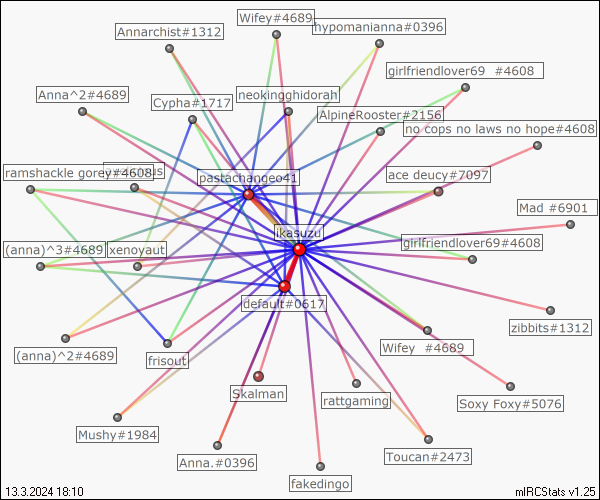 Wifey#4689
Annarchist#1312
hypomanianna#0396
girlfriendlover69 #4608
Anna^2#4689
neokingghidorah
Cypha#1717
AlpineRooster#2156
no cops no laws no hope#4608
ramshackle gorey#4608
pastachangeo41
ace deucy#7097
Mad #6901
ikasuzu
girlfriendlover69#4608
(anna)^3#4689
xenoyaut
default#0617
zibbits#1312
(anna)^2#4689
frisout
Wifey #4689
Skalman
rattgaming
Soxy Foxy#5076
Mushy#1984
Toucan#2473
Anna.#0396
fakedingo
13.3.2024 18:10
mIRCStats v1.25